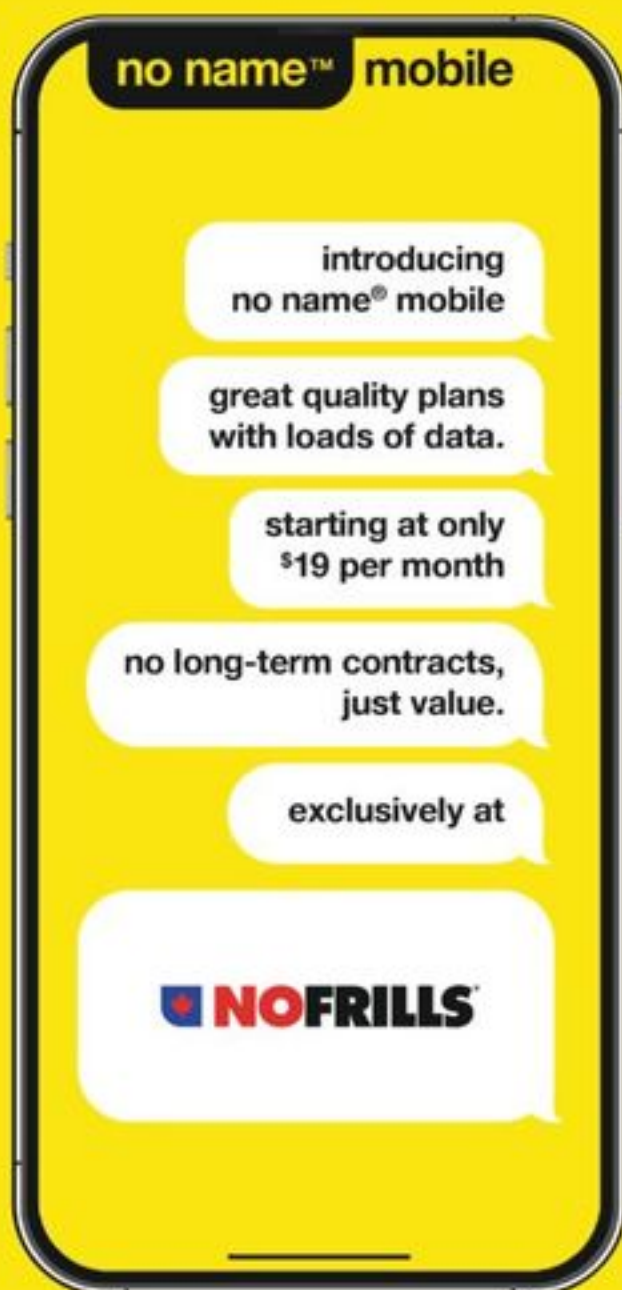 no name™ mobile
introducing
no name® mobile
great quality plans
with loads of data.
starting at only
$19 per month
no long-term contracts,
just value.
exclusively at
NOFRILLS